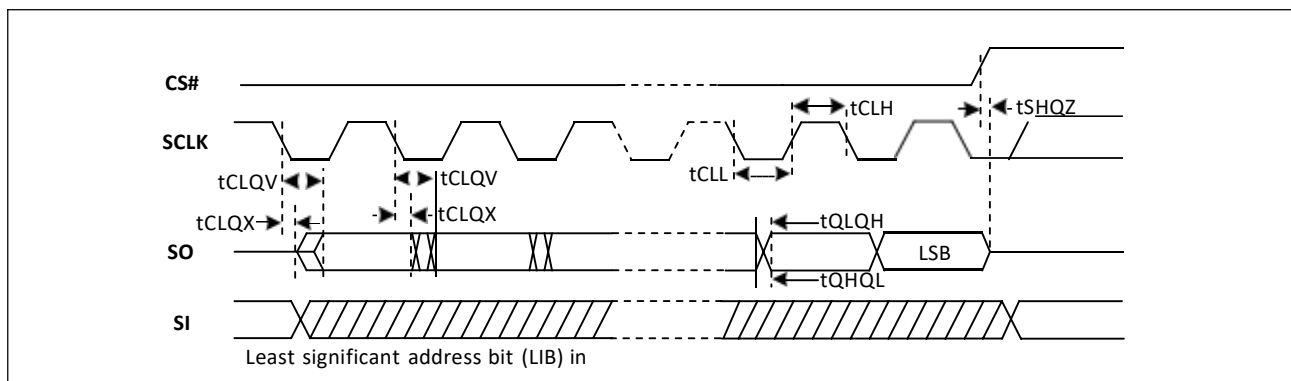 CS#
tSHQZ
tCLH
SCLK
tCLL
tCLQV
tCLQV
tCLQX
tCLQX
tQLQH
SO
LSB
tQHQL
SI
Least significant address bit (LIB) in